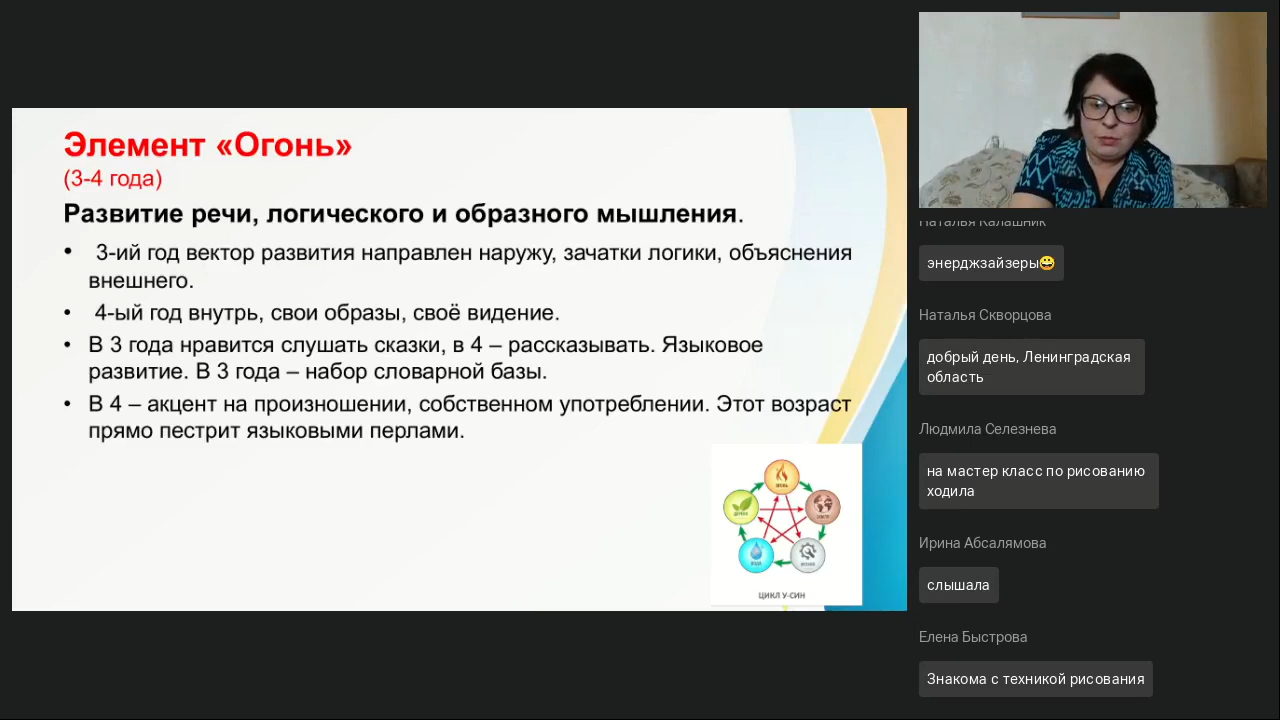 Элемент «Огонь»
(3-4 года)
Развитие речи, логического и образного мышления.
• 3-ий год вектор развития направлен наружу, зачатки логики, объяснения
внешнего.
• 4-ый год внутрь, свои образы, своё видение.
• В 3 года нравится слушать сказки, в 4 – рассказывать. Языковое
развитие. В 3 года – набор словарной базы.
• В 4 – акцент на произношении, собственном употреблении. Этот возраст
прямо пестрит языковыми перлами.
ОГОНЬ
ЦИКЛ У-СИН
Наталья Калашник
энерджзайзеры😀
Наталья Скворцова
добрый день, Ленинградская
область
Людмила Селезнева
на мастер класс по рисованию
ходила
Ирина Абсалямова
слышала
Елена Быстрова
Знакома с техникой рисования